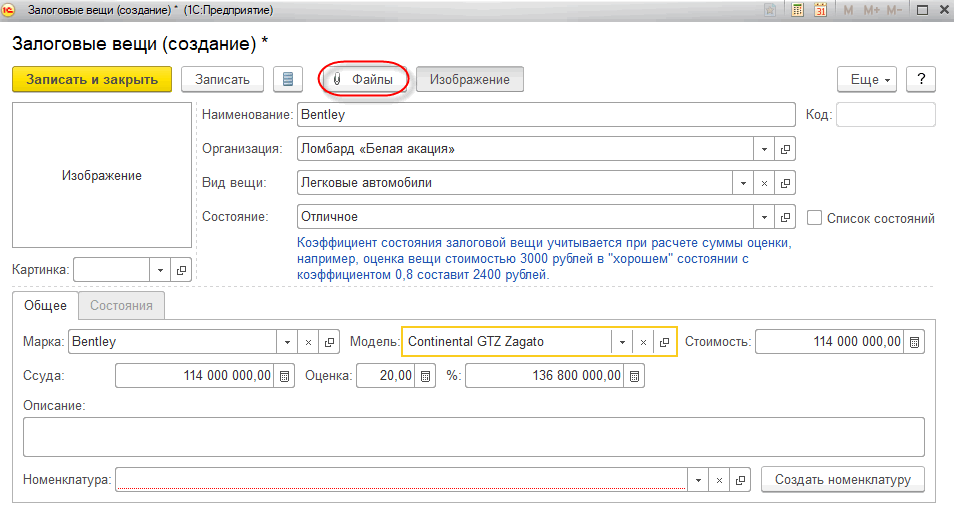 Залоговые вещи (создание) * (1С:Предприятие)
M M+ M-
Залоговые вещи (создание) *
Записать и закрыть Записать Файлы Изображение Еще ?
Изображение
Наименование: Bentley Код:
Организация: Ломбард «Белая акация»
Вид вещи: Легковые автомобили
Состояние: Отличное Список состояний
Коэффициент состояния залоговой вещи учитывается при расчете суммы оценки,
например, оценка вещи стоимостью 3000 рублей в "хорошем" состоянии с
коэффициентом 0,8 составит 2400 рублей.
Картинка:
Общее Состояния
Марка: Bentley Модель: Continental GTZ Zagato Стоимость: 114 000 000,00
Ссуда: 114 000 000,00 Оценка: 20,00 %: 136 800 000,00
Описание:
Номенклатура: Создать номенклатуру